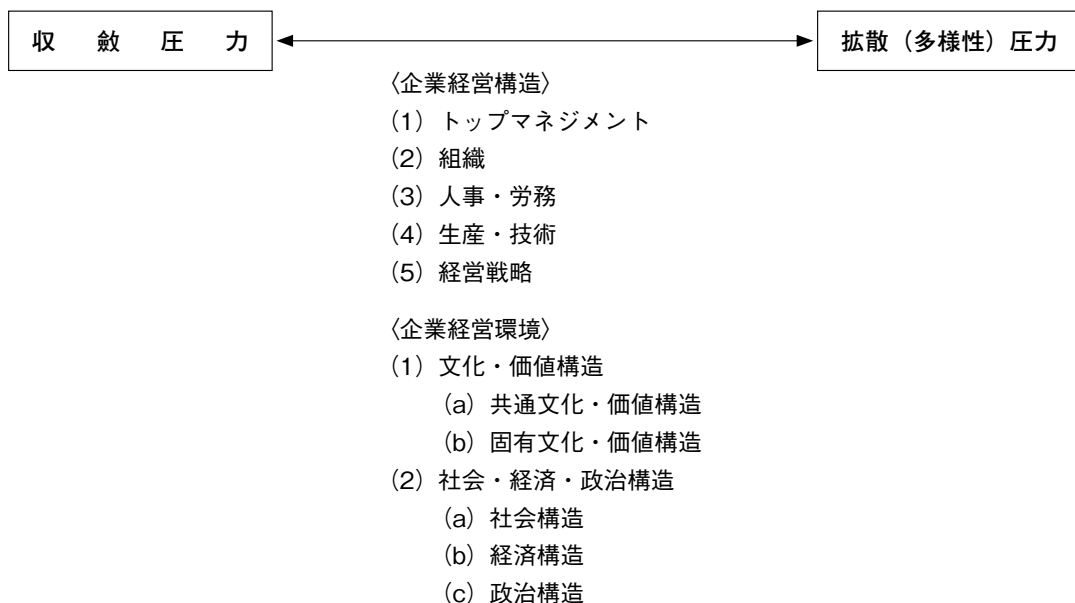 収斂圧力
拡散（多様性）圧力
〈企業経営構造〉
（1）トップマネジメント
（2）組織
（3）人事・労務
（4）生産・技術
（5）経営戦略
〈企業経営環境〉
（1）文化・価値構造
（a）共通文化・価値構造
（b）固有文化・価値構造
（2）社会・経済・政治構造
（a）社会構造
（b）経済構造
（c）政治構造